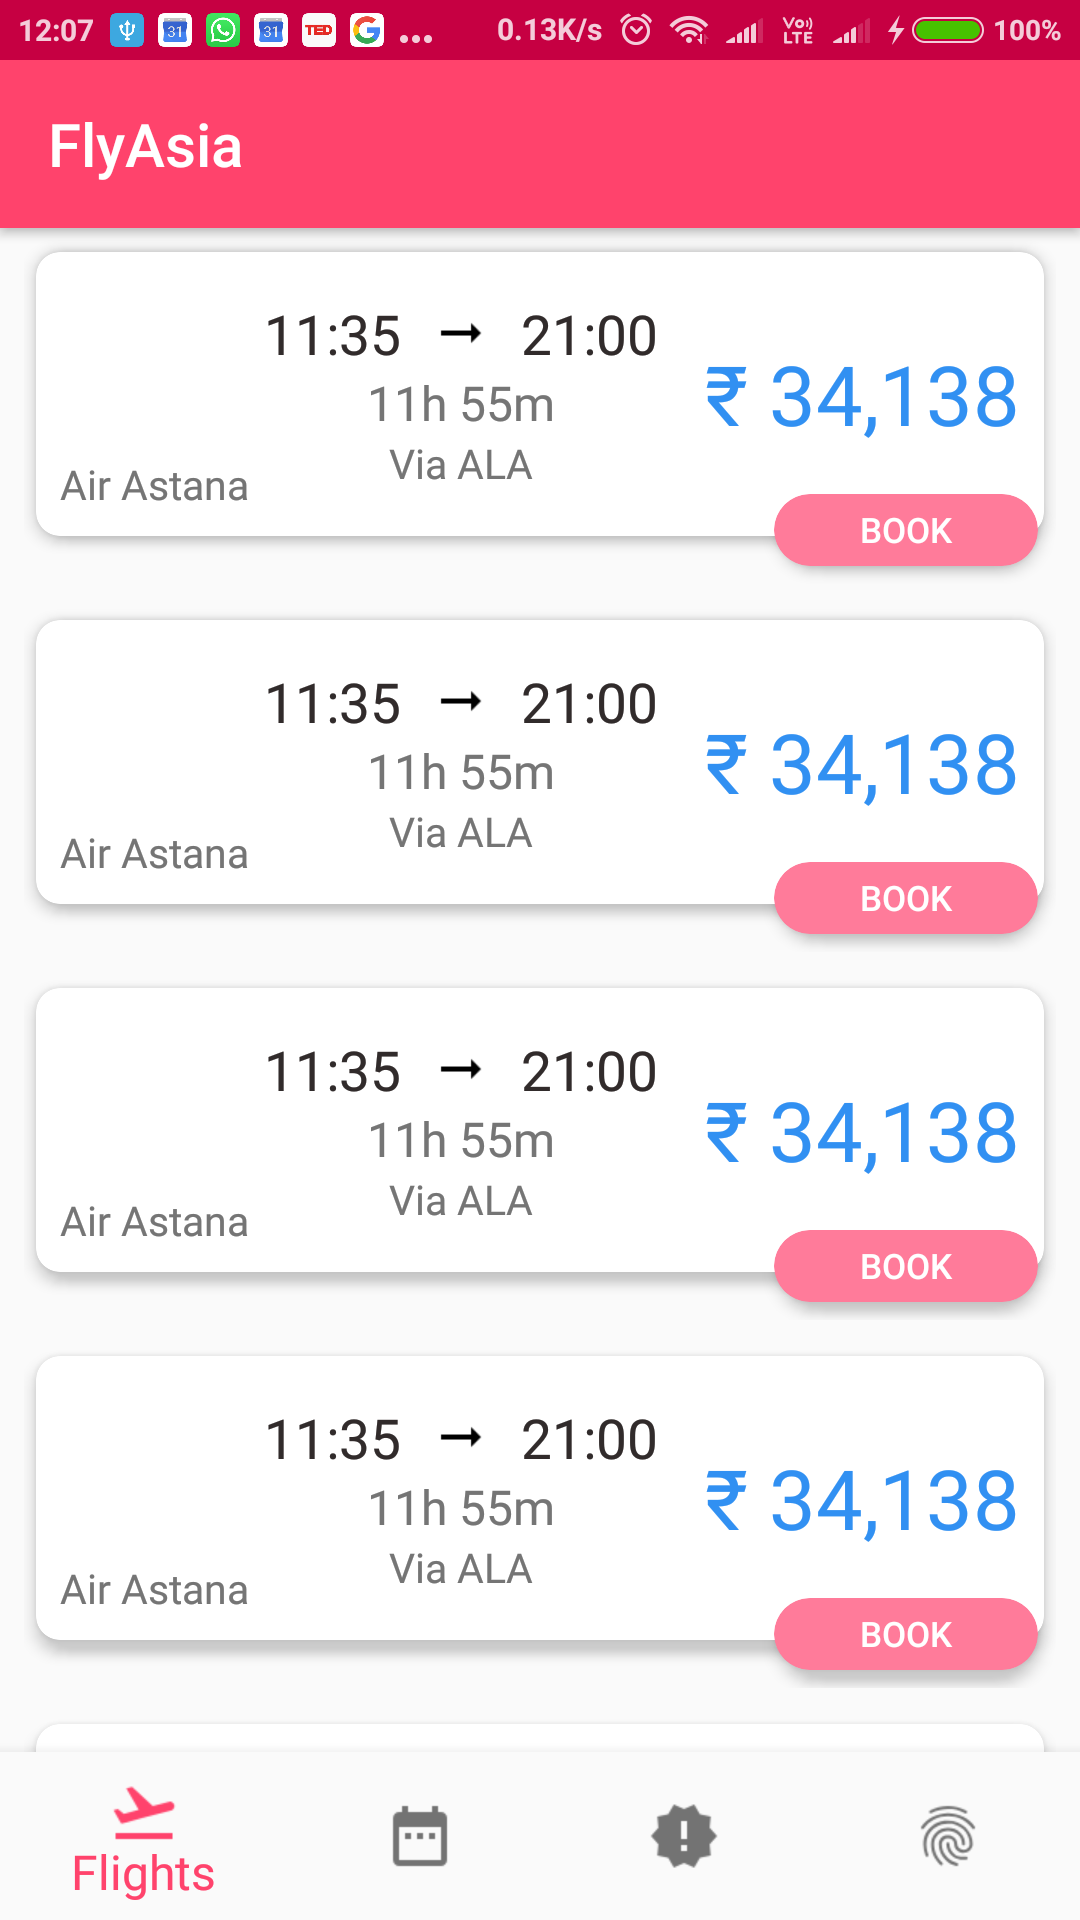 12:07 31 31 TED G ... 0.13K/s Vo)) LTE 100%
FlyAsia
11:35 → 21:00
11h 55m
Via ALA
Air Astana
₹ 34,138
BOOK
11:35 → 21:00
11h 55m
Via ALA
Air Astana
₹ 34,138
BOOK
11:35 → 21:00
11h 55m
Via ALA
Air Astana
₹ 34,138
BOOK
11:35 → 21:00
11h 55m
Via ALA
Air Astana
₹ 34,138
BOOK
Flights